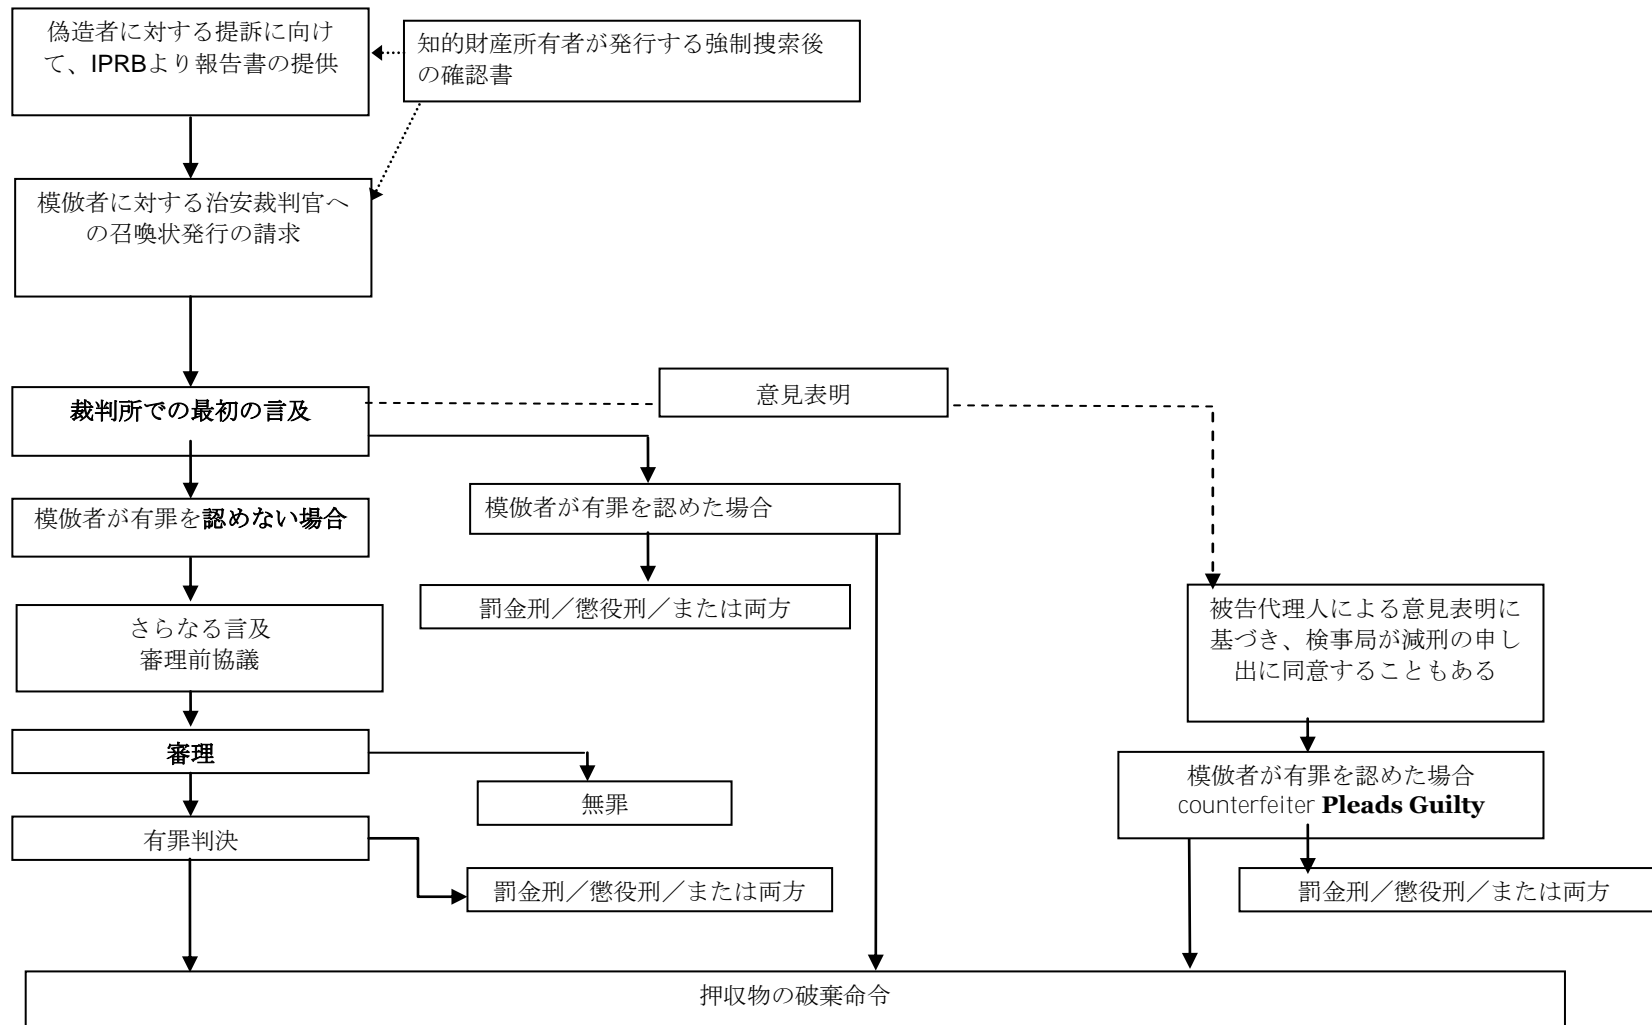 偽造者に対する提訴に向け
て、IPRBより報告書の提供
知的財産所有者が発行する強制捜索後
の確認書
模倣者に対する治安裁判官へ
の召喚状発行の請求
裁判所での最初の言及
意見表明
模倣者が有罪を認めない場合
模倣者が有罪を認めた場合
罰金刑／懲役刑／または両方
さらなる言及
審理前協議
被告代理人による意見表明に
基づき、検事局が減刑の申し
出に同意することもある
審理
無罪
模倣者が有罪を認めた場合
counterfeiter Pleads Guilty
有罪判決
罰金刑／懲役刑／または両方
罰金刑／懲役刑／または両方
押収物の破棄命令